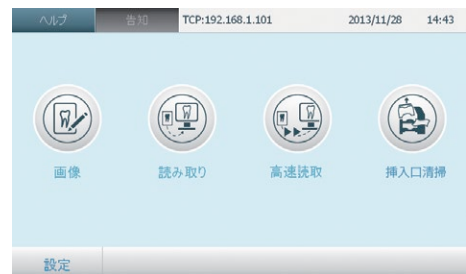 ヘルプ 告知 TCP:192.168.1.101 2013/11/28 14:43
画像 読み取り 高速読取 挿入口清掃
設定